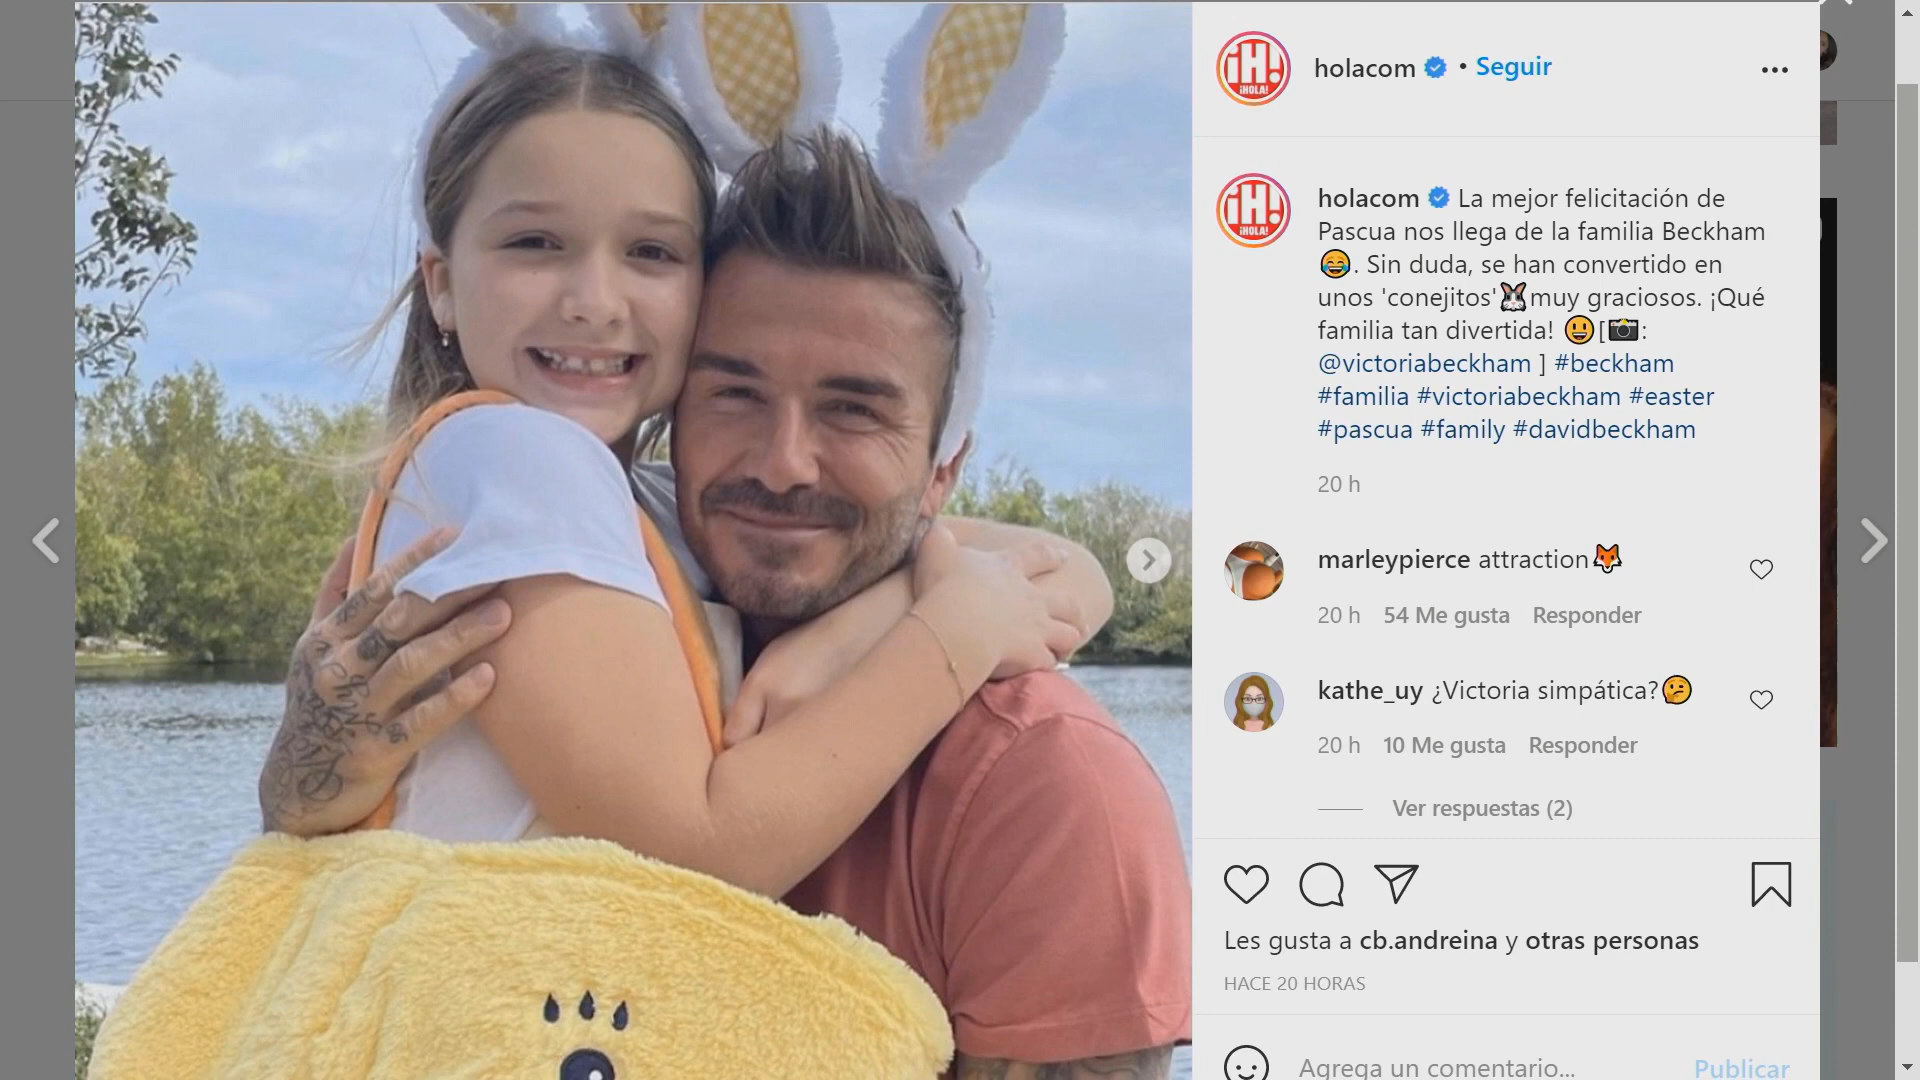 holacom • Seguir
holacom La mejor felicitación de
Pascua nos llega de la familia Beckham
😂. Sin duda, se han convertido en
unos 'conejitos'🐰muy graciosos. ¡Qué
familia tan divertida! 😃[📸:
@victoriabeckham ] #beckham
#familia #victoriabeckham #easter
#pascua #family #davidbeckham
20 h
marleypierce attraction🦊
20 h 54 Me gusta Responder
kathe_uy ¿Victoria simpática?🤔
20 h 10 Me gusta Responder
Ver respuestas (2)
Les gusta a cb.andreina y otras personas
HACE 20 HORAS
Agrega un comentario... Publicar
¡H!
¡HOLA!
¡H!
¡HOLA!